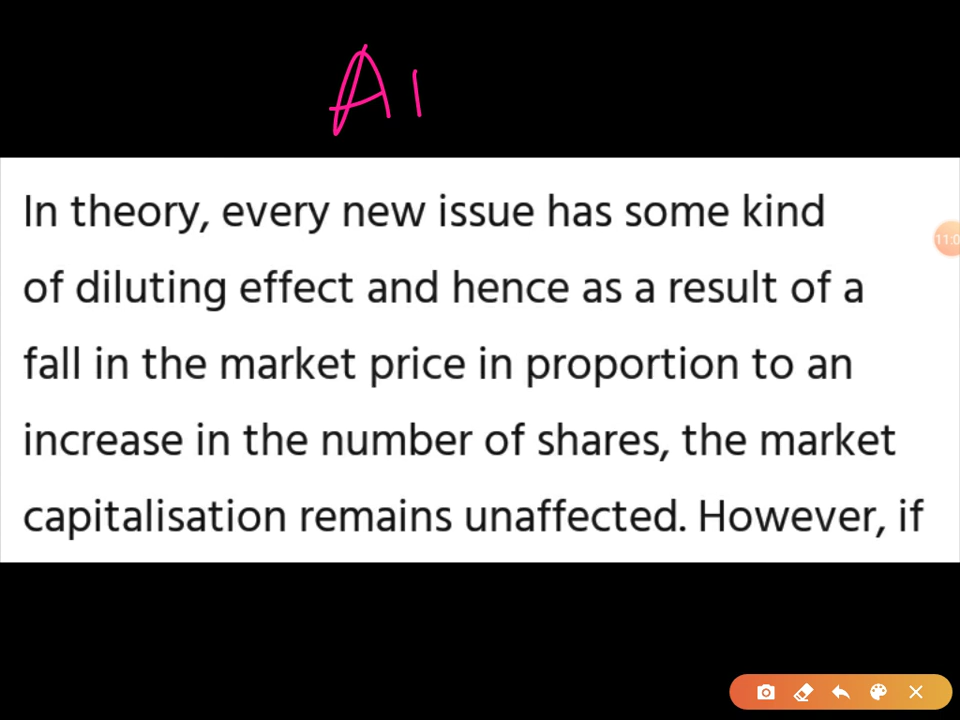 A1
In theory, every new issue has some kind
of diluting effect and hence as a result of a
fall in the market price in proportion to an
increase in the number of shares, the market
capitalisation remains unaffected. However, if